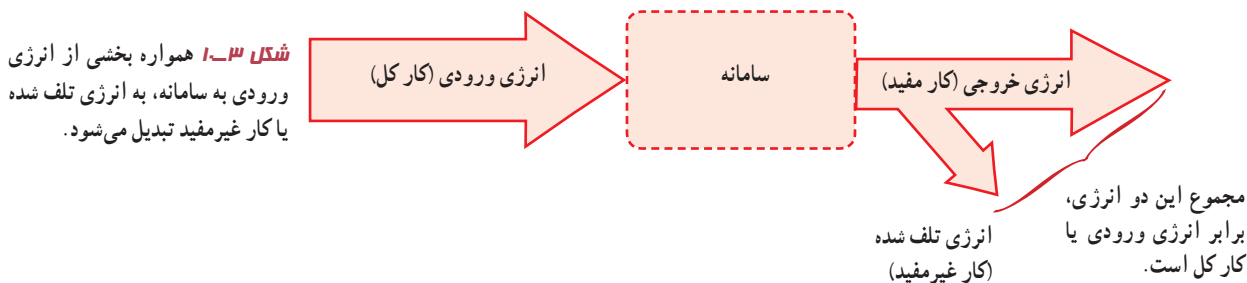 شکل ۳ــ۱۰ همواره بخشی از انرژی
ورودی به سامانه، به انرژی تلف شده
یا کار غیرمفید تبدیل می‌شود.
انرژی ورودی (کار کل)
سامانه
انرژی خروجی (کار مفید)
انرژی تلف شده
(کار غیرمفید)
مجموع این دو انرژی،
برابر انرژی ورودی یا
کار کل است.